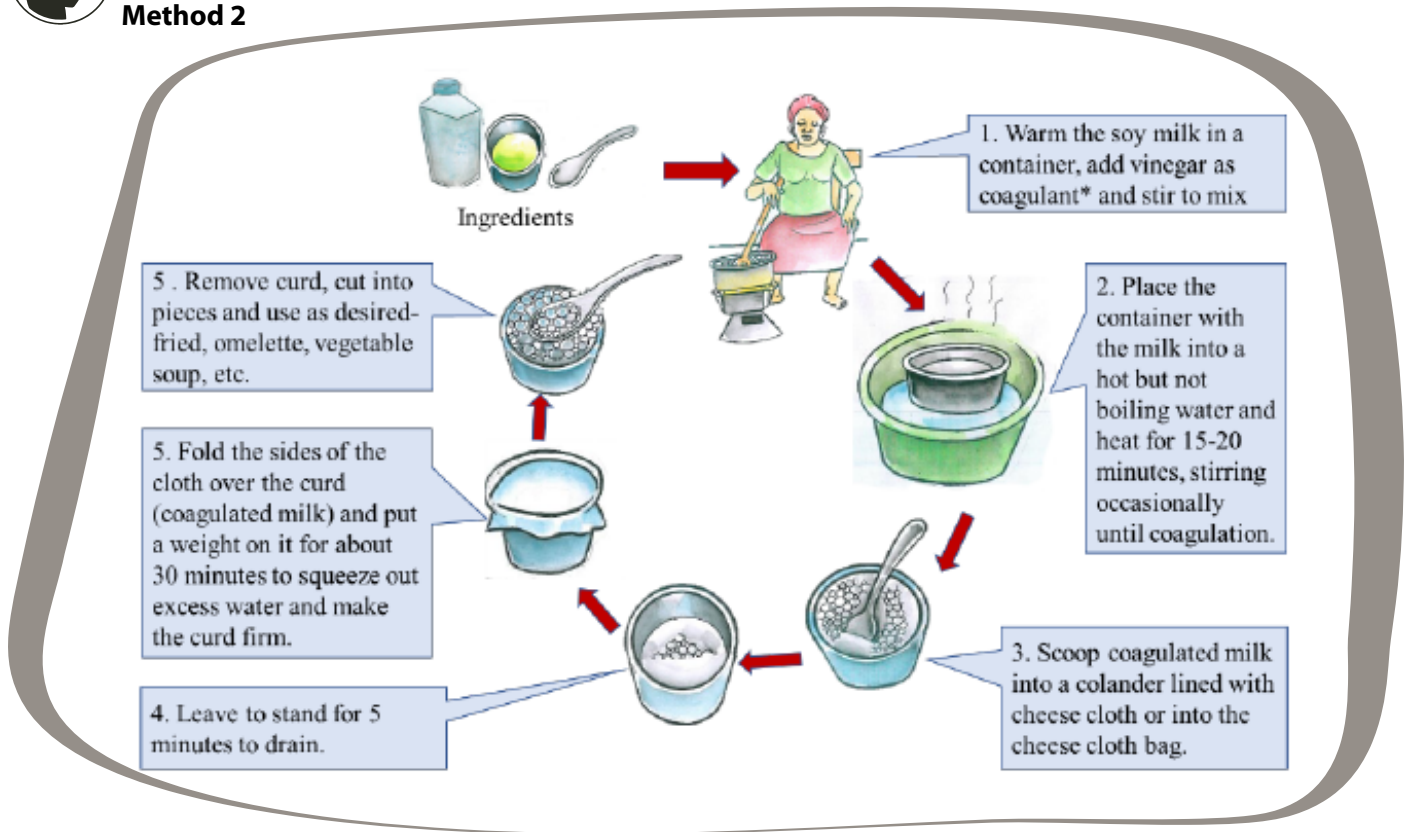 Method 2
Ingredients
1. Warm the soy milk in a
container, add vinegar as
coagulant* and stir to mix
2. Place the
container with
the milk into a
hot but not
boiling water and
heat for 15-20
minutes, stirring
occasionally
until coagulation.
3. Scoop coagulated milk
into a colander lined with
cheese cloth or into the
cheese cloth bag.
4. Leave to stand for 5
minutes to drain.
5. Fold the sides of the
cloth over the curd
(coagulated milk) and put
a weight on it for about
30 minutes to squeeze out
excess water and make
the curd firm.
5 . Remove curd, cut into
pieces and use as desired-
fried, omelette, vegetable
soup, etc.